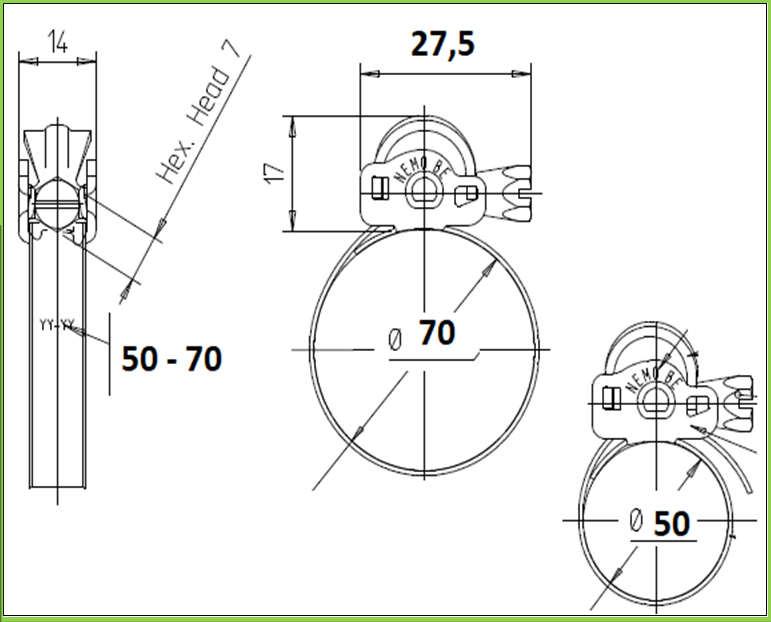 14
Hex. Head 7
YY-YY
50 - 70
27,5
17
NEMO BE
Ø 70
NEMO BE
Ø 50